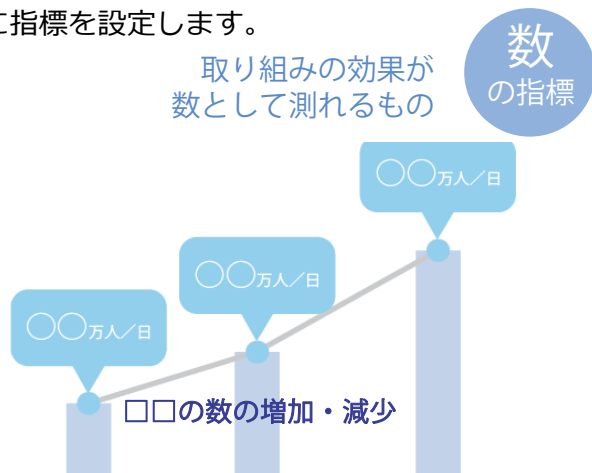 に指標を設定します。
取り組みの効果が
数として測れるもの
数
の指標
○○万人／日
○○万人／日
○○万人／日
□□の数の増加・減少